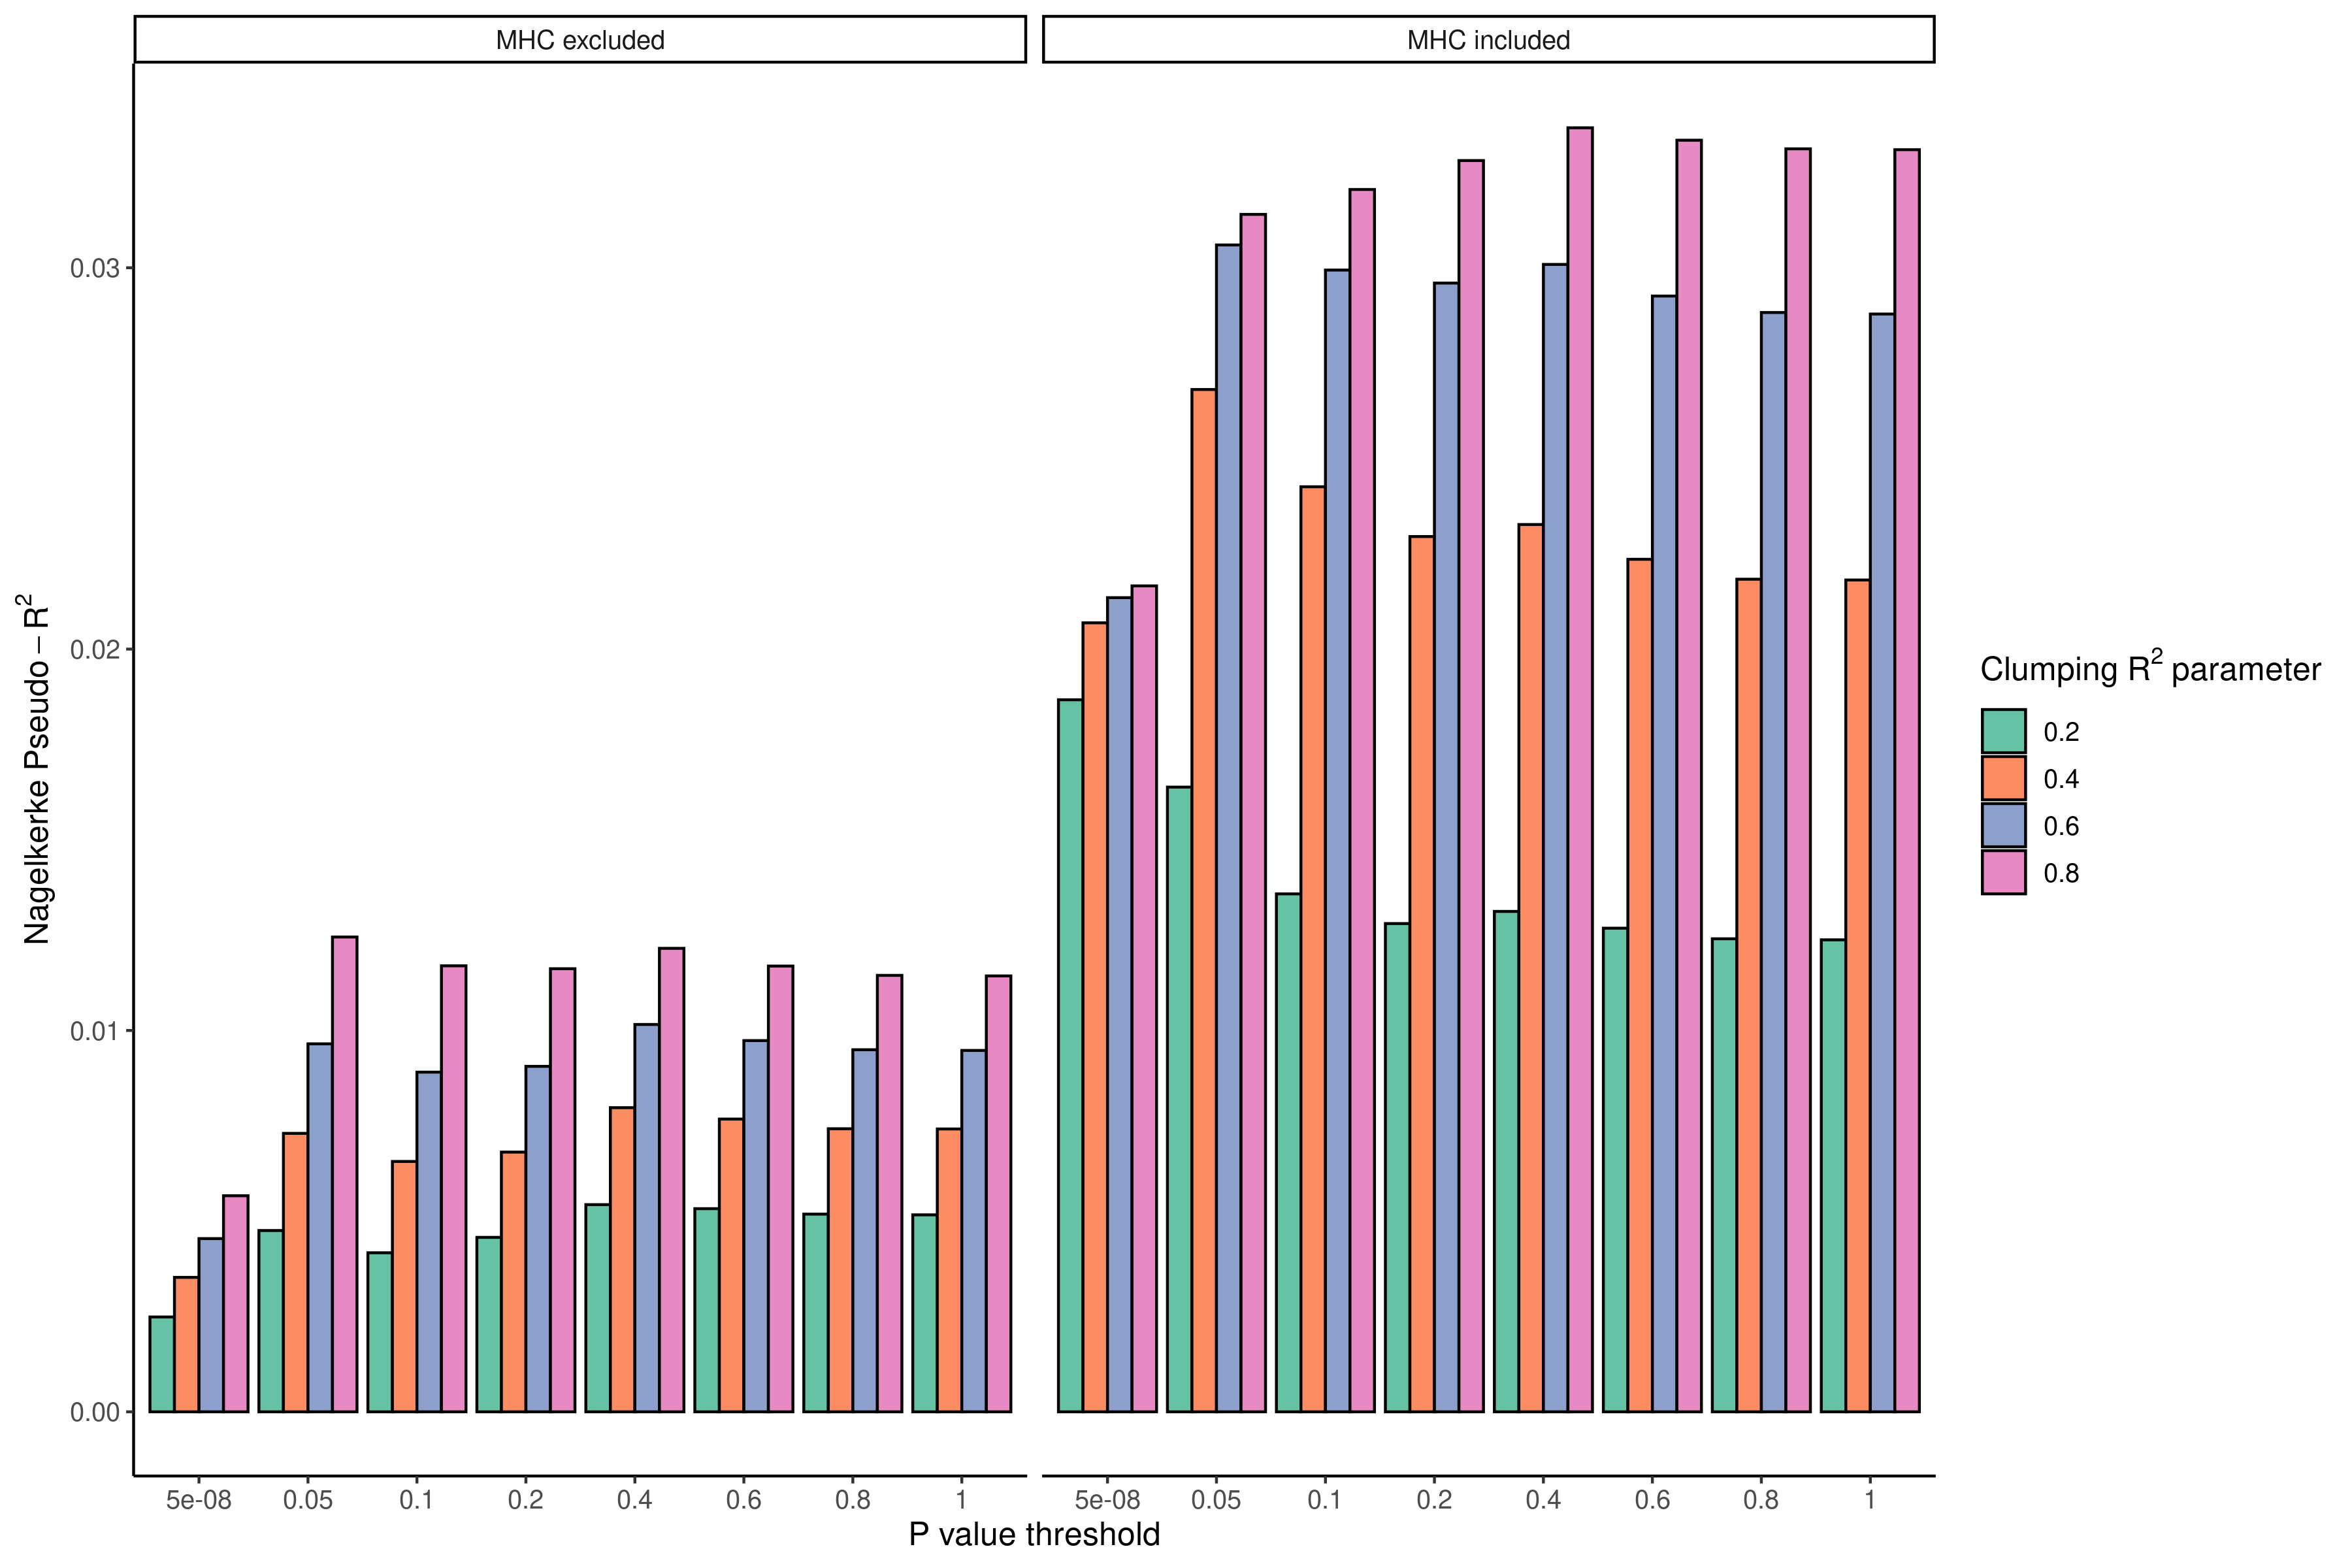 MHC excluded
MHC included
Nagelkerke Pseudo – R²
0.03
0.02
0.01
0.00
5e-08 0.05 0.1 0.2 0.4 0.6 0.8 1
5e-08 0.05 0.1 0.2 0.4 0.6 0.8 1
P value threshold
Clumping R² parameter
0.2
0.4
0.6
0.8